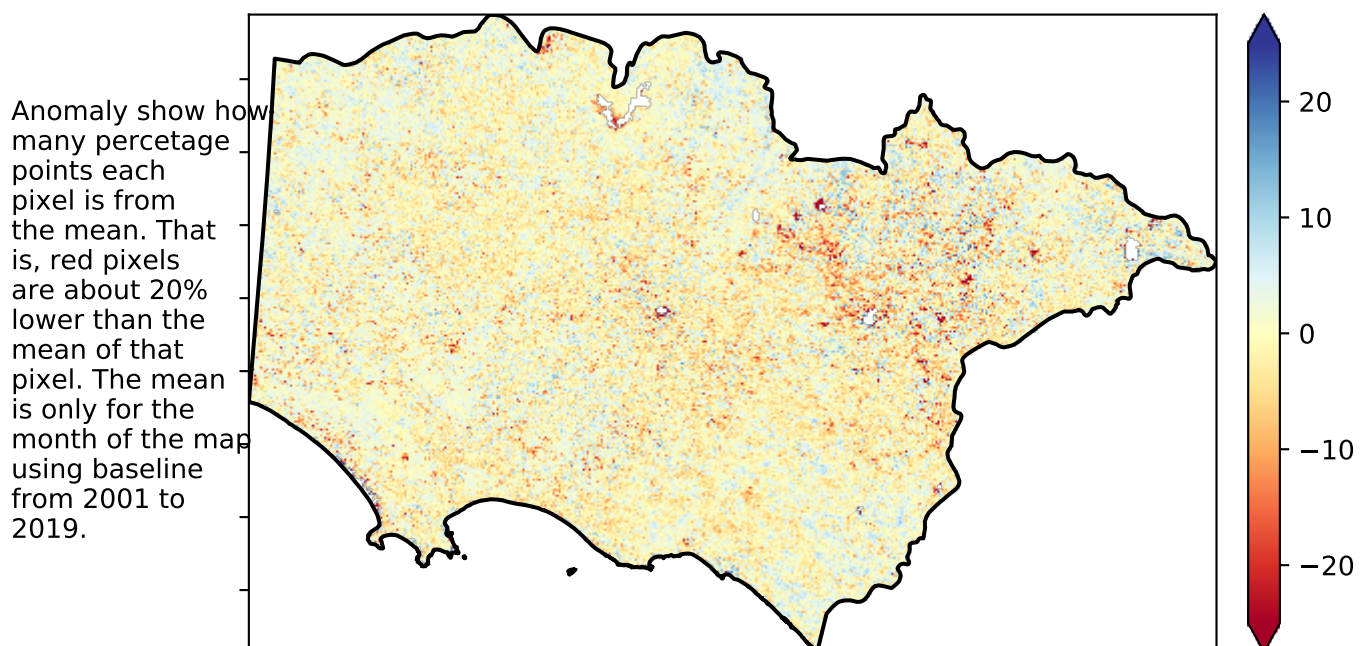 Anomaly show how
many percetage
points each
pixel is from
the mean. That
is, red pixels
are about 20%
lower than the
mean of that
pixel. The mean
is only for the
month of the map
using baseline
from 2001 to
2019.
20
10
0
−10
−20